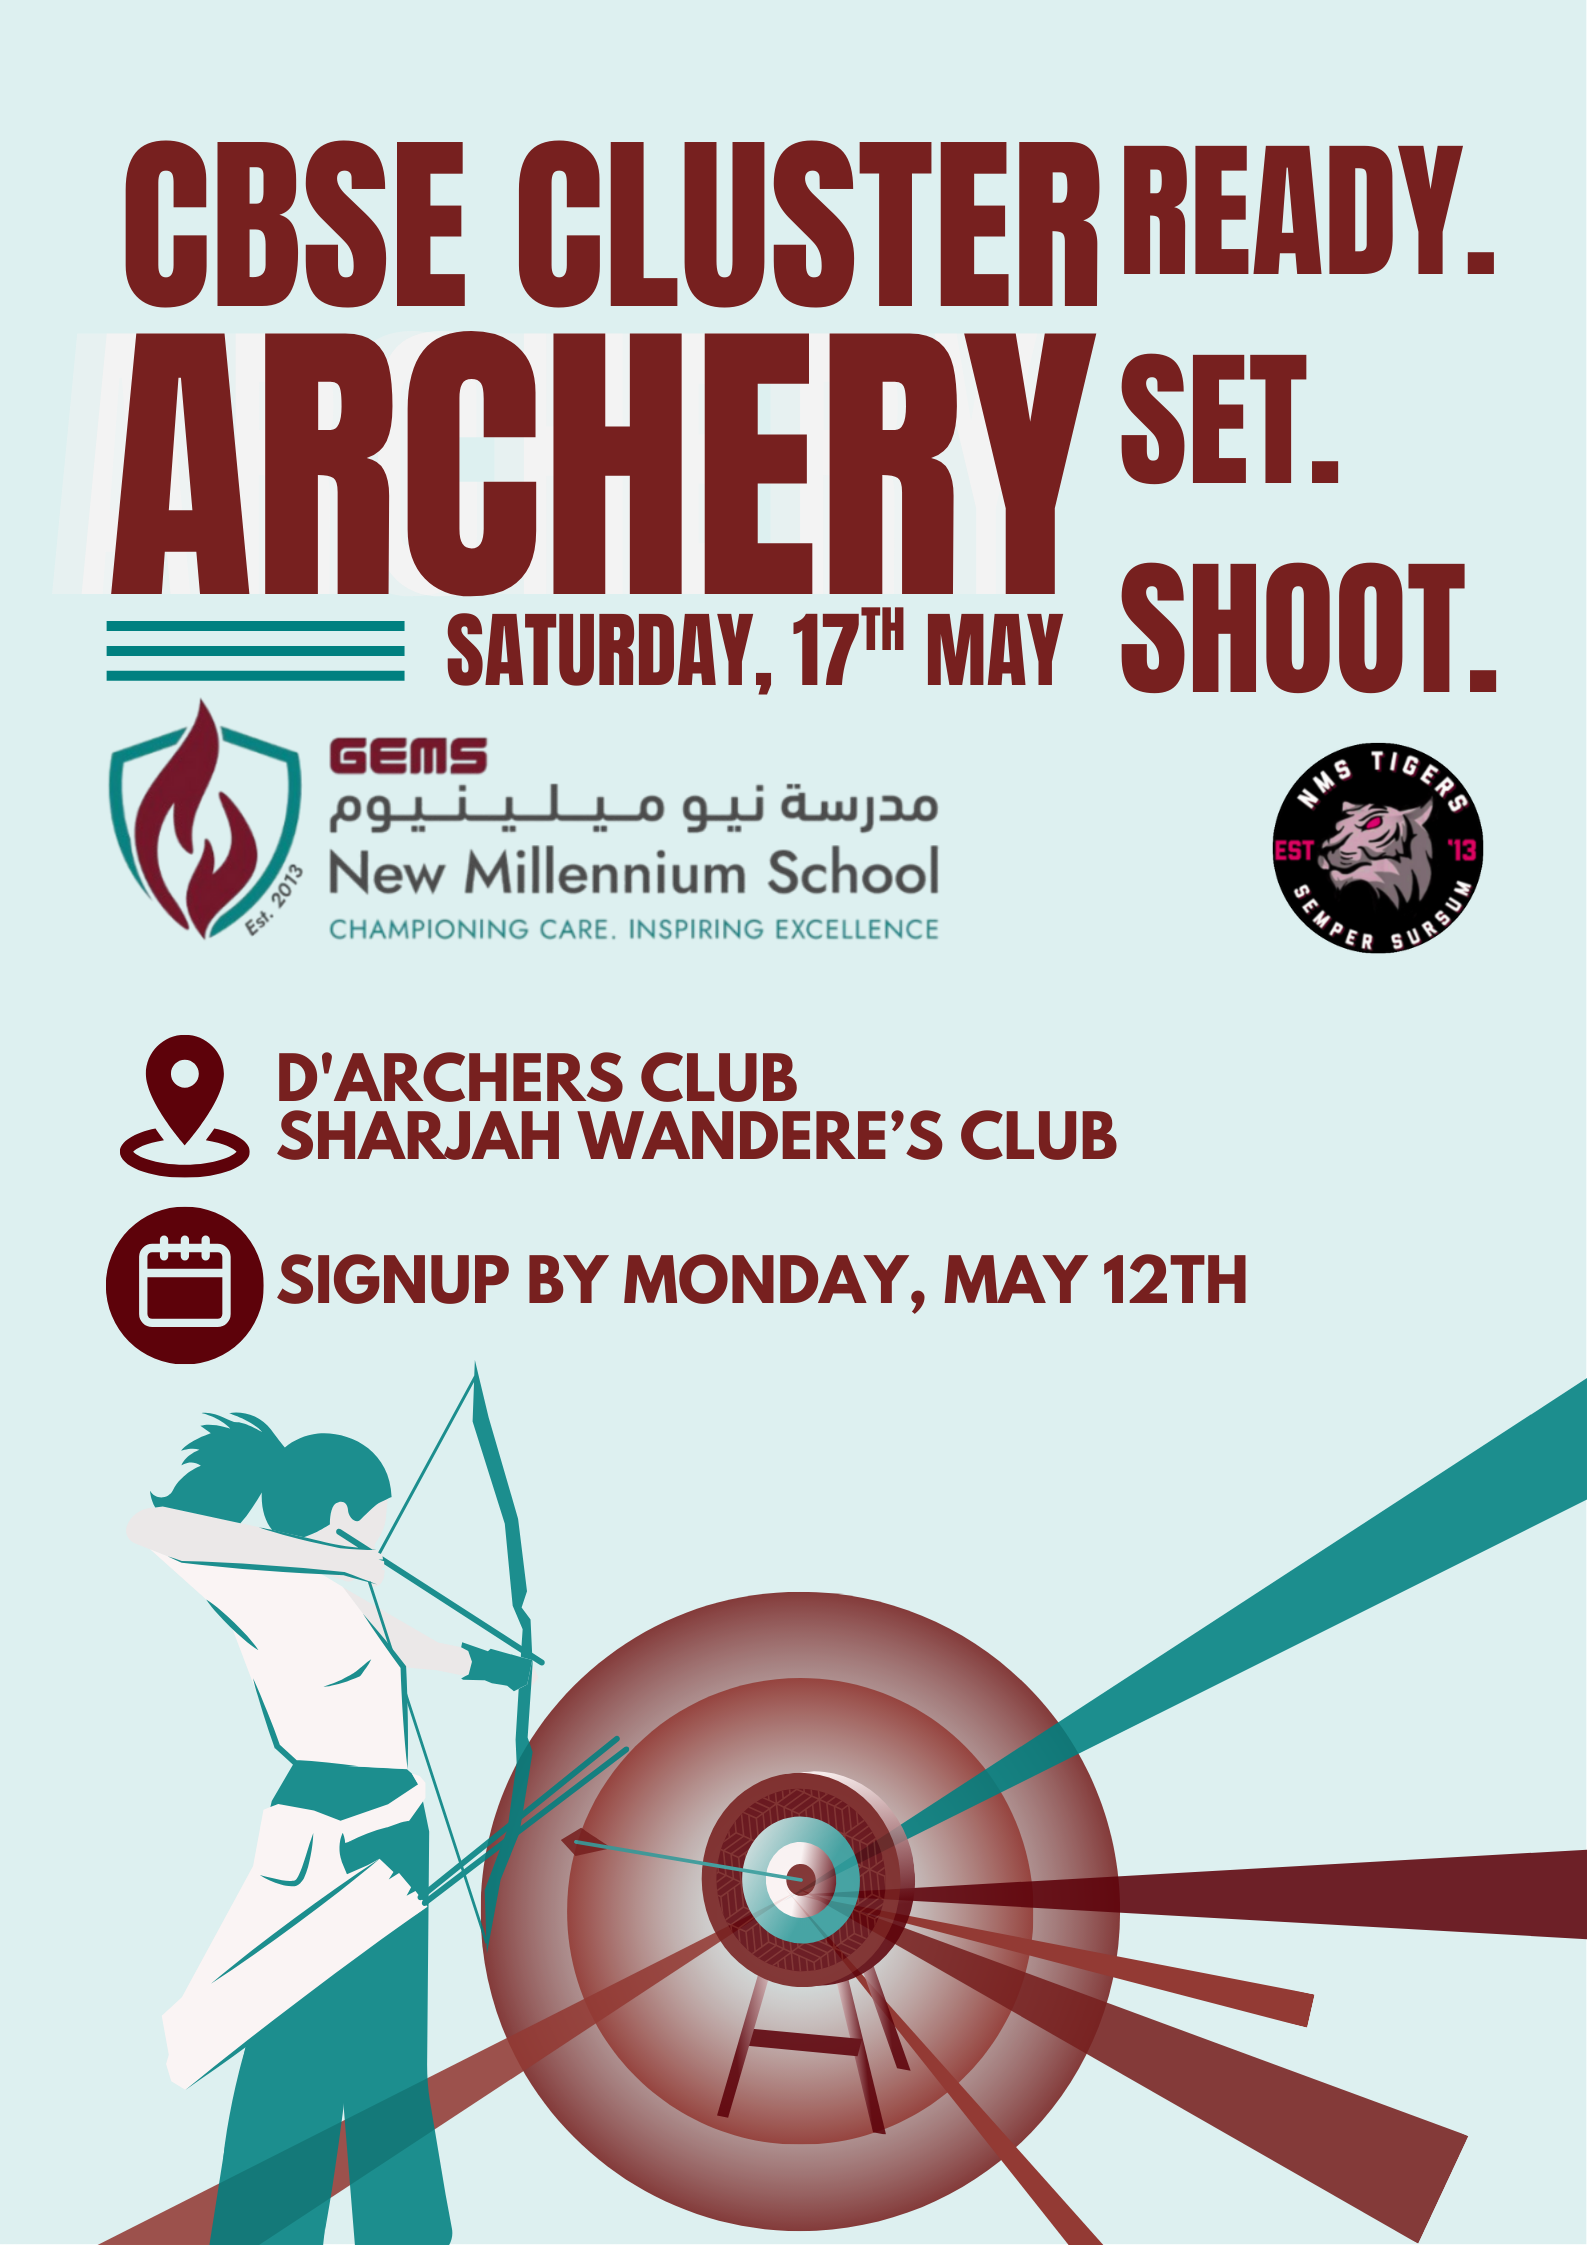 CBSE CLUSTER
ARCHERY
SATURDAY, 17TH MAY
READY.
SET.
SHOOT.
GEMS
مدرسة نيو ميلينيوم
New Millennium School
CHAMPIONING CARE. INSPIRING EXCELLENCE
Est. 2013
NMS TIGERS
EST '13
SEMPER SURSUM
D'ARCHERS CLUB
SHARJAH WANDERE’S CLUB
SIGNUP BY MONDAY, MAY 12TH